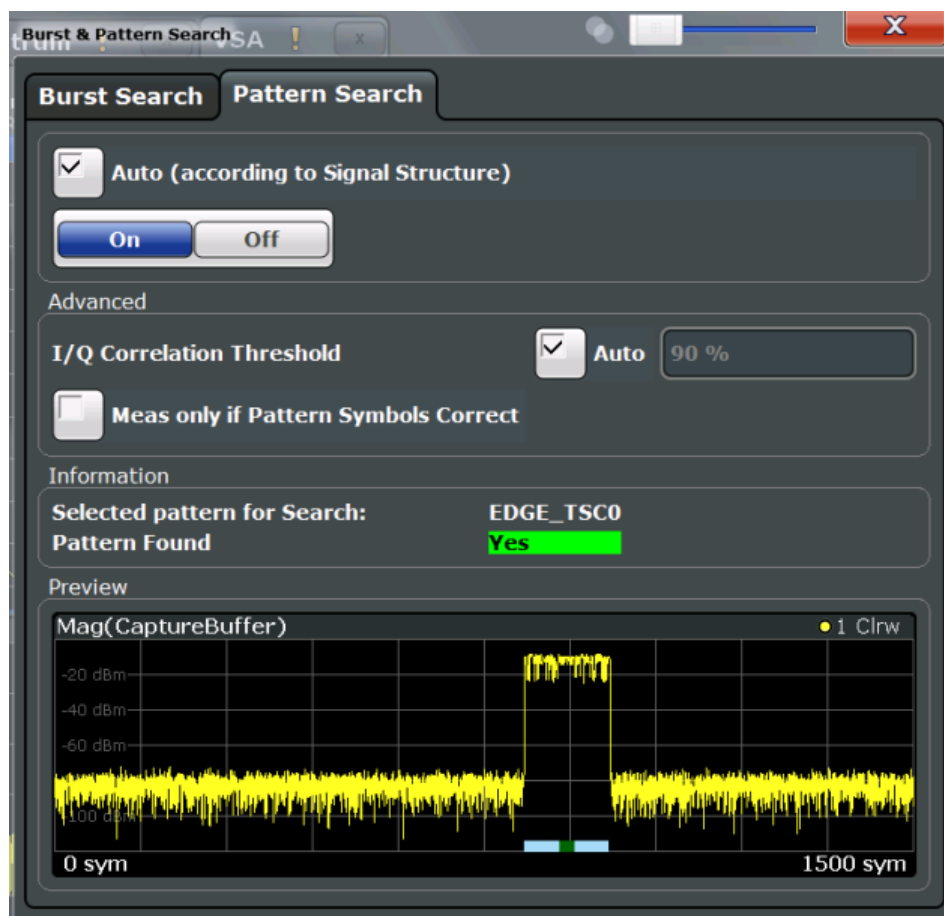 Burst & Pattern Search
VSA ! x
Burst Search
Pattern Search
Auto (according to Signal Structure)
On
Off
Advanced
I/Q Correlation Threshold
Auto
90 %
Meas only if Pattern Symbols Correct
Information
Selected pattern for Search: EDGE_TSC0
Pattern Found Yes
Preview
Mag(CaptureBuffer) 1 Clrw
-20 dBm
-40 dBm
-60 dBm
0 sym 1500 sym